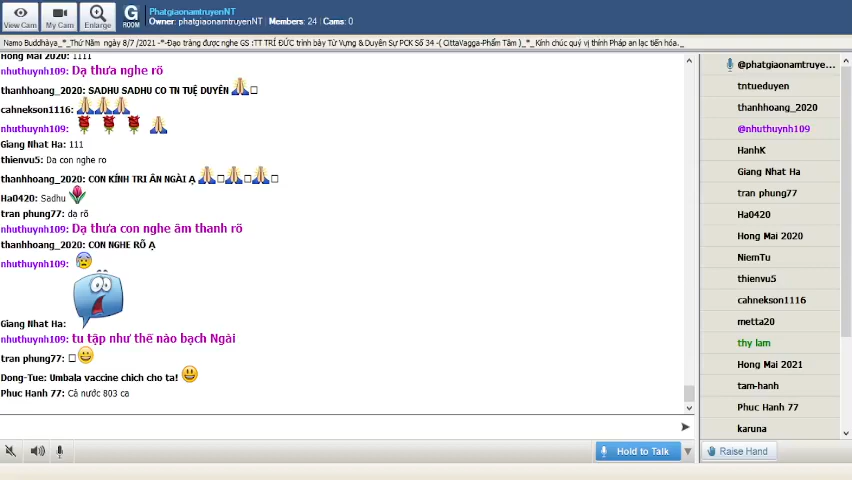 View Cam
My Cam
Enlarge
G
ROOM
PhatgiaonamtruyenNT
Owner: phatgiaonamtruyenNT | Members: 24 | Cams: 0
Namo Buddhàya_*_Thứ Năm ngày 8/7 /2021 -*-Đạo tràng được nghe GS :TT TRÍ ĐỨC trình bày Từ Vựng & Duyên Sự PCK Số 34 -( CittaVagga-Phẩm Tâm )_*_Kính chúc quý vị thính Pháp an lạc tiến hóa._
Hong Mai 2020: 1111
nhuthuynh109: Dạ thưa nghe rõ
thanhhoang_2020: SADHU SADHU CO TN TUỆ DUYÊN
cahnekson1116:
nhuthuynh109:
Giang Nhat Ha: 111
thienvu5: Da con nghe ro
thanhhoang_2020: CON KÍNH TRI ÂN NGÀI Ạ
Ha0420: Sadhu
tran phung77: da rõ
nhuthuynh109: Dạ thưa con nghe âm thanh rõ
thanhhoang_2020: CON NGHE RÕ Ạ
nhuthuynh109:
Giang Nhat Ha:
nhuthuynh109: tu tập như thế nào bạch Ngài
tran phung77:
Dong-Tue: Umbala vaccine chich cho ta!
Phuc Hanh 77: Cả nước 803 ca
@phatgiaonamtruye...
tntueduyen
thanhhoang_2020
@nhuthuynh109
HanhK
Giang Nhat Ha
tran phung77
Ha0420
Hong Mai 2020
NiemTu
thienvu5
cahnekson1116
metta20
thy lam
Hong Mai 2021
tam-hanh
Phuc Hanh 77
karuna
Hold to Talk
Raise Hand